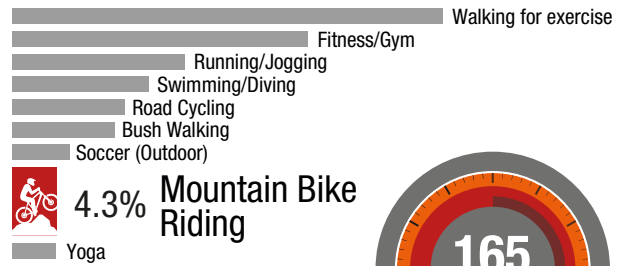 Walking for exercise
Fitness/Gym
Running/Jogging
Swimming/Diving
Road Cycling
Bush Walking
Soccer (Outdoor)
4.3% Mountain Bike
Riding
Yoga
165